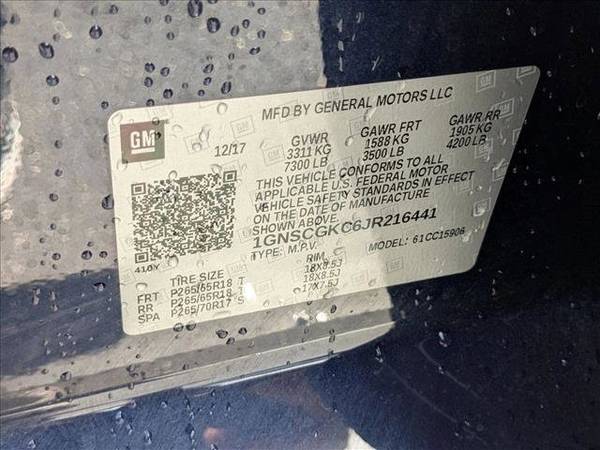 MFD BY GENERAL MOTORS LLC
GM
12/17 GVWR GAWR FRT GAWR RR
3311 KG 1588 KG 1905 KG
7300 LB 3500 LB 4200 LB
THIS VEHICLE CONFORMS TO ALL
APPLICABLE U.S. FEDERAL MOTOR
VEHICLE SAFETY STANDARDS IN EFFECT
ON THE DATE OF MANUFACTURE
SHOWN ABOVE.
1GNSCGKC6JR216441
TYPE: M.P.V. MODEL: 61CC15906
TIRE SIZE RIM
FRT P265/65R18 T 18X8.5J
RR P265/65R18 T 18X8.5J
SPA P265/70R17 S 17X7.5J